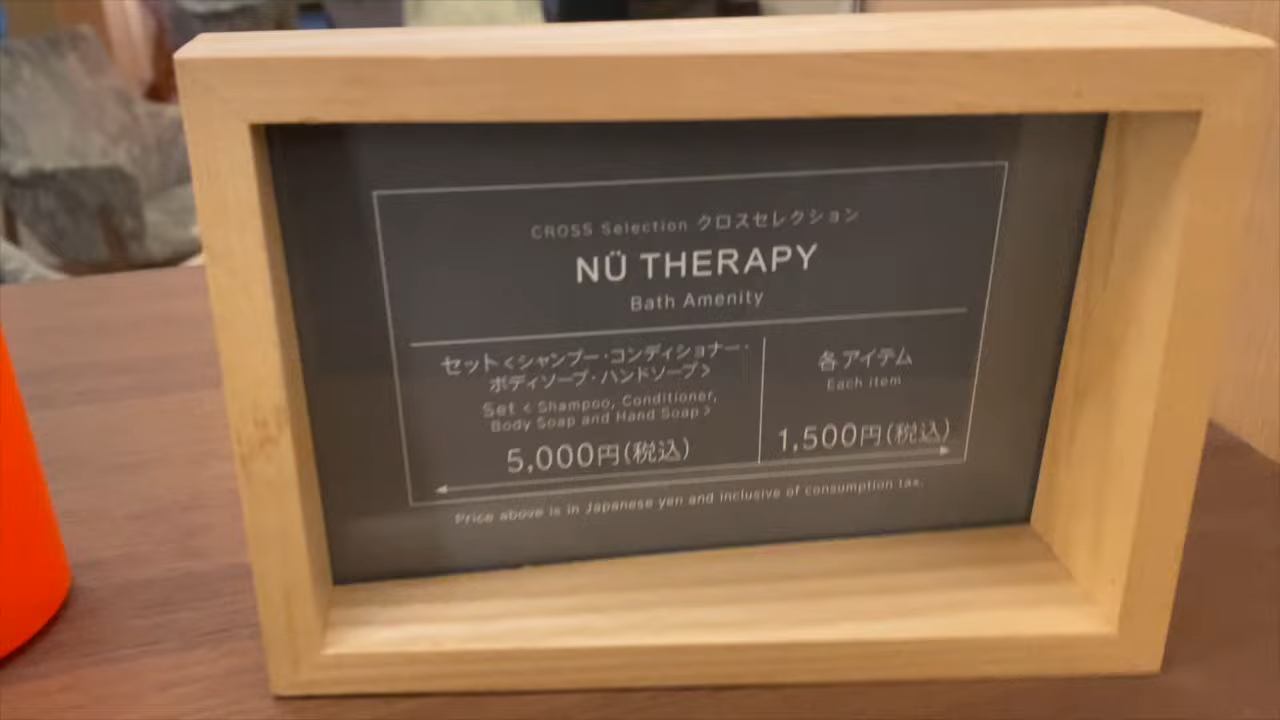 CROSS Selection クロスセレクション
NÜ THERAPY
Bath Amenity
セット<シャンプー・コンディショナー・
ボディソープ・ハンドソープ>
Set < Shampoo, Conditioner,
Body Soap and Hand Soap >
5,000円(税込)
各アイテム
Each item
1,500円(税込)
Price above is in Japanese yen and inclusive of consumption tax.